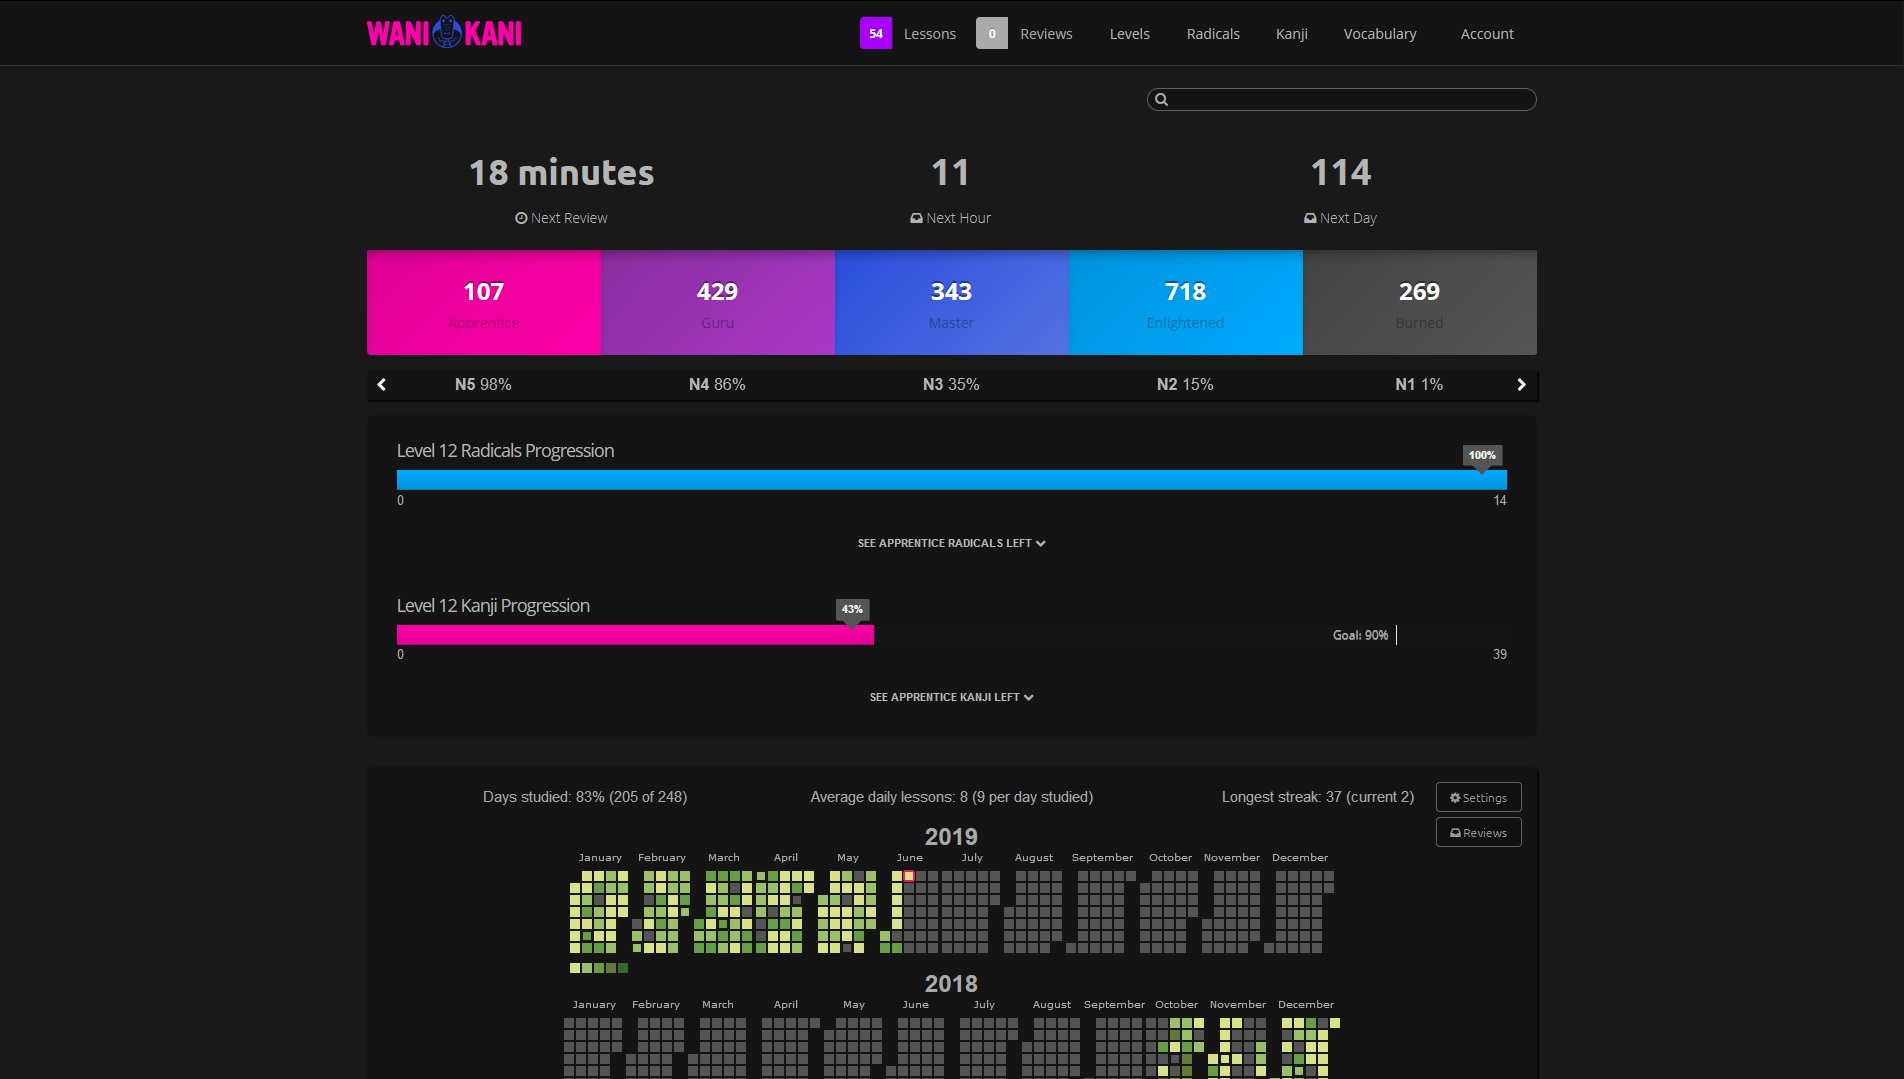 WANI KANI
54 Lessons 0 Reviews Levels Radicals Kanji Vocabulary Account
18 minutes 11 114
Next Review Next Hour Next Day
107 429 343 718 269
Apprentice Guru Master Enlightened Burned
N5 98% N4 86% N3 35% N2 15% N1 1%
Level 12 Radicals Progression
100%
0 14
SEE APPRENTICE RADICALS LEFT
Level 12 Kanji Progression
43%
Goal: 90%
0 39
SEE APPRENTICE KANJI LEFT
Days studied: 83% (205 of 248) Average daily lessons: 8 (9 per day studied) Longest streak: 37 (current 2) Settings
Reviews
2019
January February March April May June July August September October November December
2018
January February March April May June July August September October November December